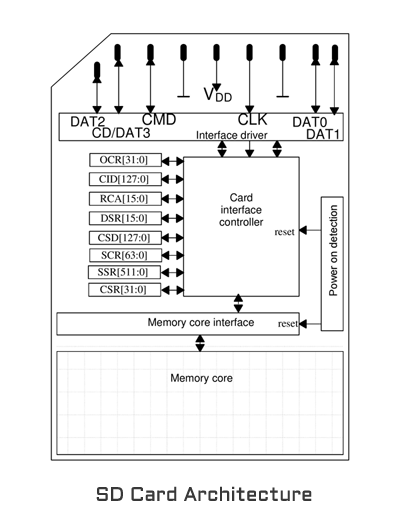 VDD
DAT2 CMD CLK DAT0
CD/DAT3 DAT1
Interface driver
OCR[31:0]
CID[127:0]
RCA[15:0]
DSR[15:0]
CSD[127:0]
SCR[63:0]
SSR[511:0]
CSR[31:0]
Card
interface
controller
reset
Power on detection
Memory core interface
reset
Memory core
SD Card Architecture